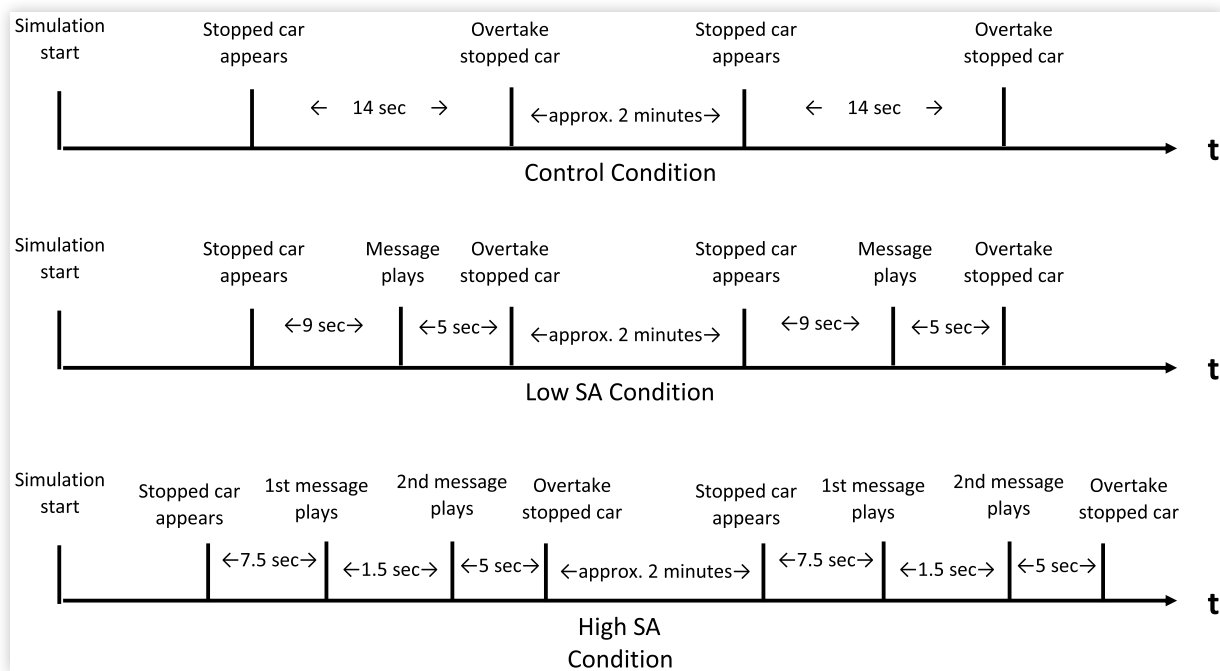 Simulation
start
Stopped car
appears
Overtake
stopped car
Stopped car
appears
Overtake
stopped car
← 14 sec →
←approx. 2 minutes→
← 14 sec →
t
Control Condition
Simulation
start
Stopped car
appears
Message
plays
Overtake
stopped car
Stopped car
appears
Message
plays
Overtake
stopped car
←9 sec→
←5 sec→
←approx. 2 minutes→
←9 sec→
←5 sec→
t
Low SA Condition
Simulation
start
Stopped car
appears
1st message
plays
2nd message
plays
Overtake
stopped car
Stopped car
appears
1st message
plays
2nd message
plays
Overtake
stopped car
←7.5 sec→
←1.5 sec→
←5 sec→
←approx. 2 minutes→
←7.5 sec→
←1.5 sec→
←5 sec→
t
High SA
Condition